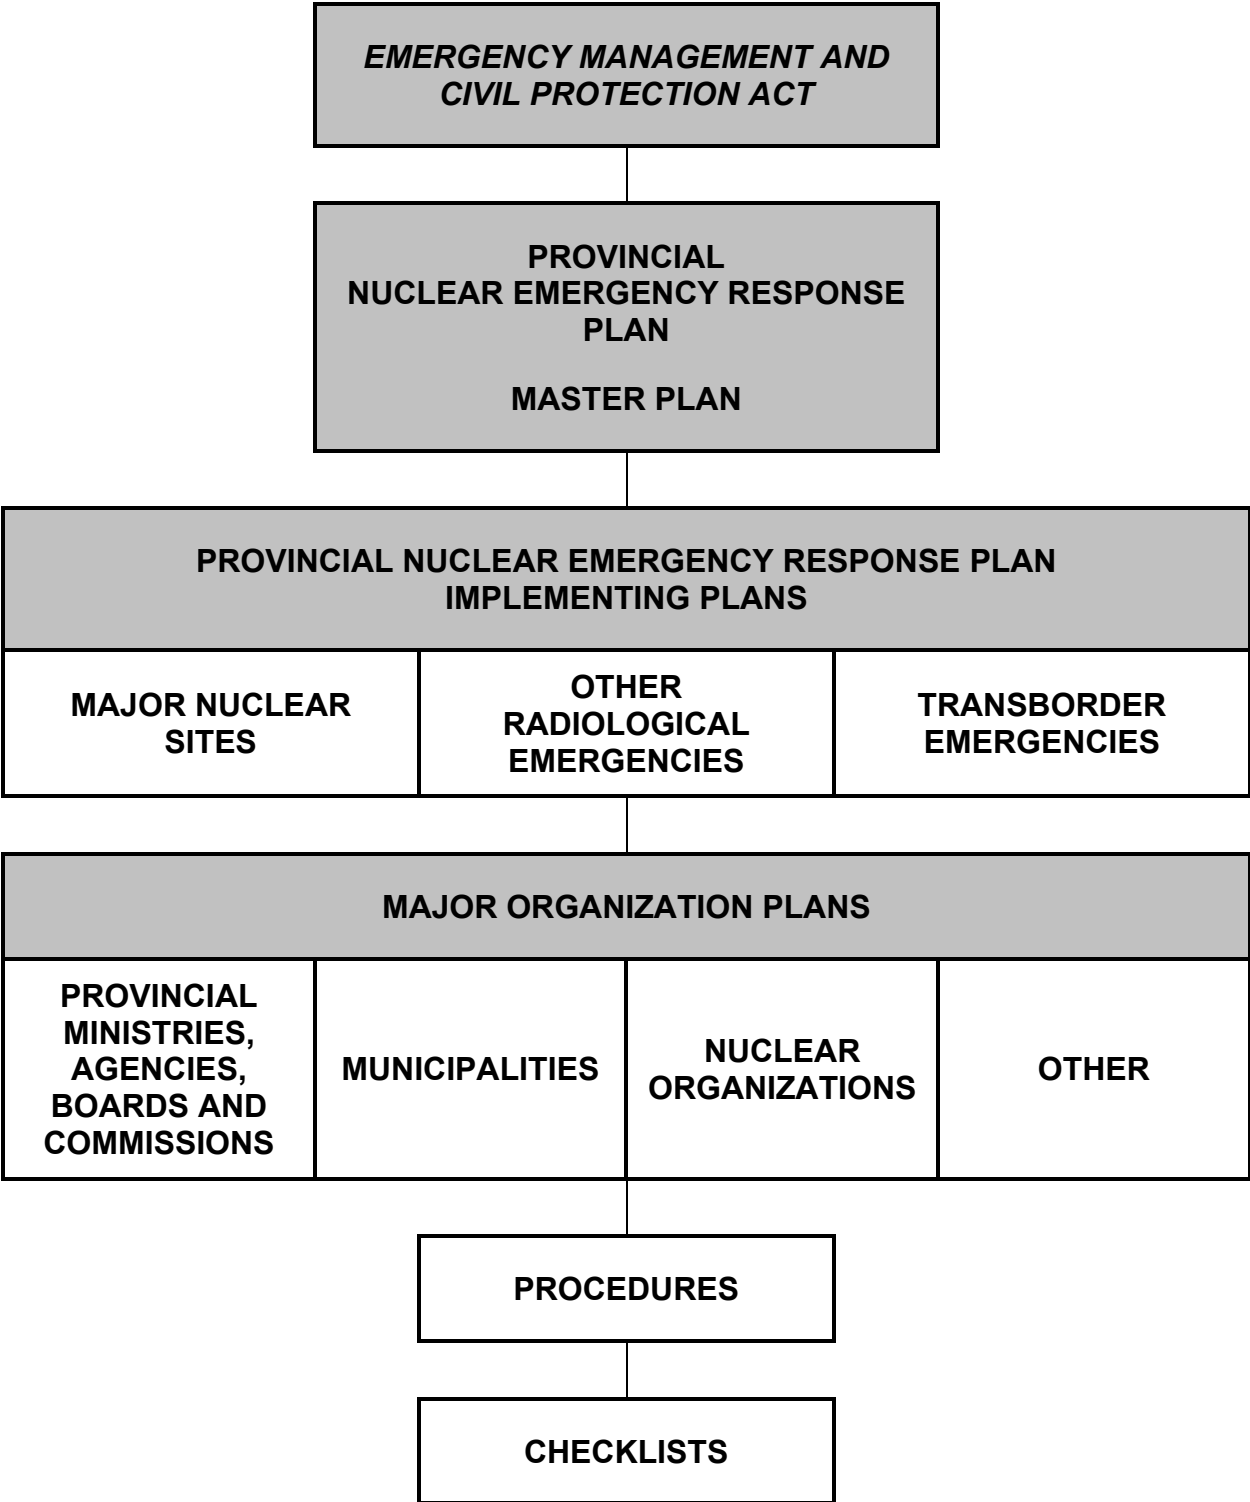 EMERGENCY MANAGEMENT AND
CIVIL PROTECTION ACT
PROVINCIAL
NUCLEAR EMERGENCY RESPONSE
PLAN
MASTER PLAN
PROVINCIAL NUCLEAR EMERGENCY RESPONSE PLAN
IMPLEMENTING PLANS
MAJOR NUCLEAR
SITES
OTHER
RADIOLOGICAL
EMERGENCIES
TRANSBORDER
EMERGENCIES
MAJOR ORGANIZATION PLANS
PROVINCIAL
MINISTRIES,
AGENCIES,
BOARDS AND
COMMISSIONS
MUNICIPALITIES
NUCLEAR
ORGANIZATIONS
OTHER
PROCEDURES
CHECKLISTS